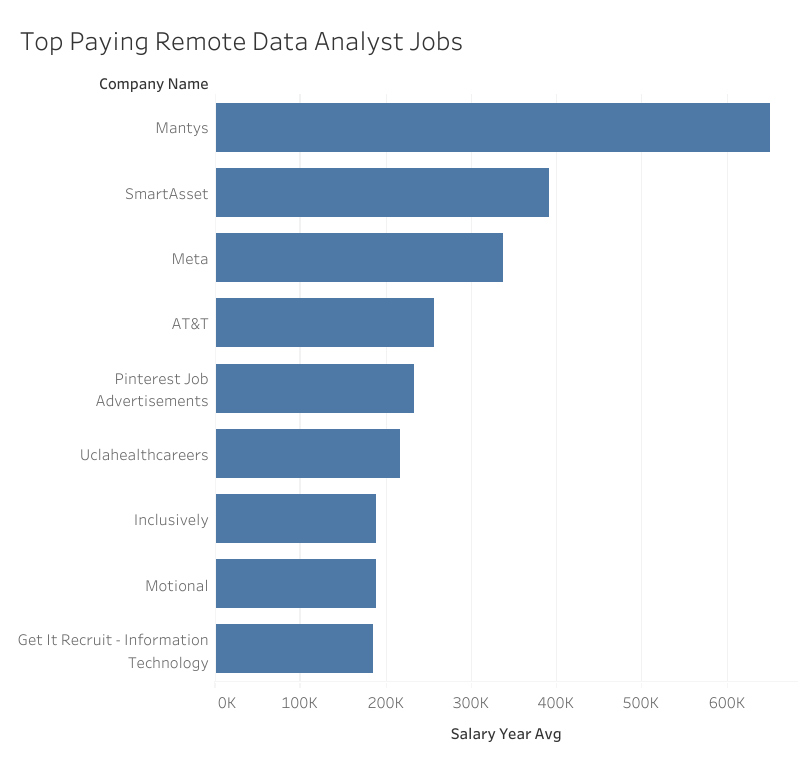 Top Paying Remote Data Analyst Jobs
Company Name
Mantys
SmartAsset
Meta
AT&T
Pinterest Job
Advertisements
Uclahealthcareers
Inclusively
Motional
Get It Recruit - Information
Technology
0K 100K 200K 300K 400K 500K 600K
Salary Year Avg